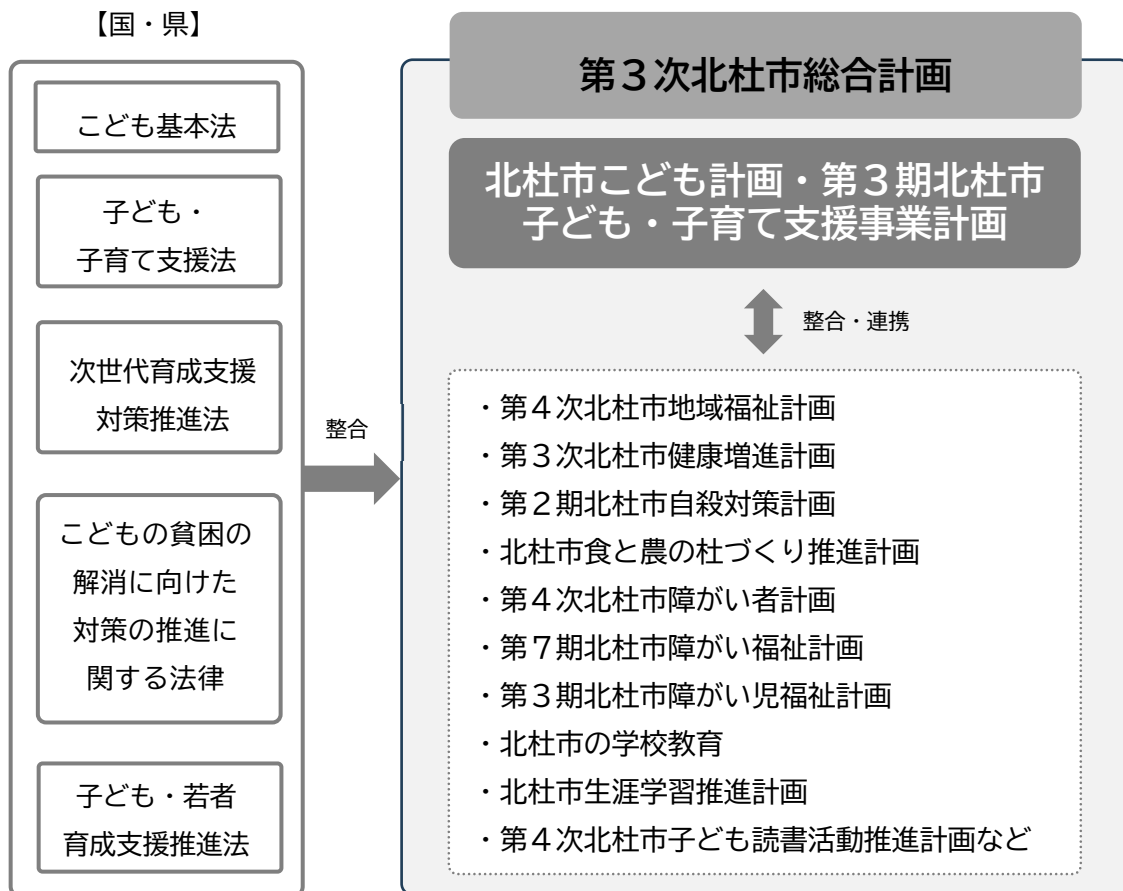 【国・県】
こども基本法
子ども・
子育て支援法
次世代育成支援
対策推進法
こどもの貧困の
解消に向けた
対策の推進に
関する法律
子ども・若者
育成支援推進法
整合
第３次北杜市総合計画
北杜市こども計画・第３期北杜市
子ども・子育て支援事業計画
整合・連携
・第４次北杜市地域福祉計画
・第３次北杜市健康増進計画
・第２期北杜市自殺対策計画
・北杜市食と農の杜づくり推進計画
・第４次北杜市障がい者計画
・第７期北杜市障がい福祉計画
・第３期北杜市障がい児福祉計画
・北杜市の学校教育
・北杜市生涯学習推進計画
・第４次北杜市子ども読書活動推進計画など